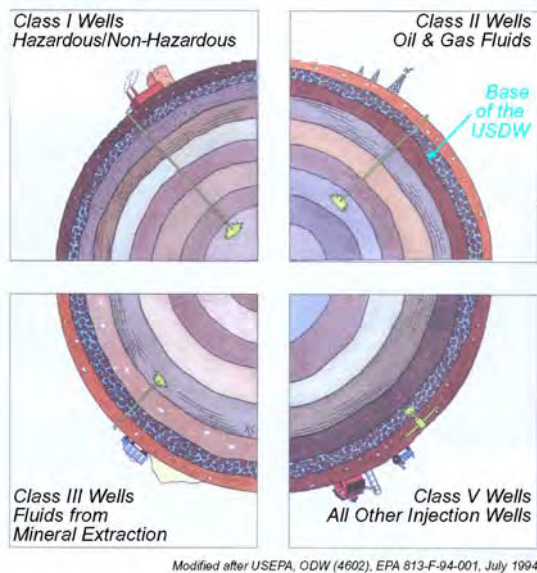 Class I Wells
Hazardous/Non-Hazardous
Class II Wells
Oil & Gas Fluids
Base
of the
USDW
Class III Wells
Fluids from
Mineral Extraction
Class V Wells
All Other Injection Wells
Modified after USEPA, ODW (4602), EPA 813-F-94-001, July 1994